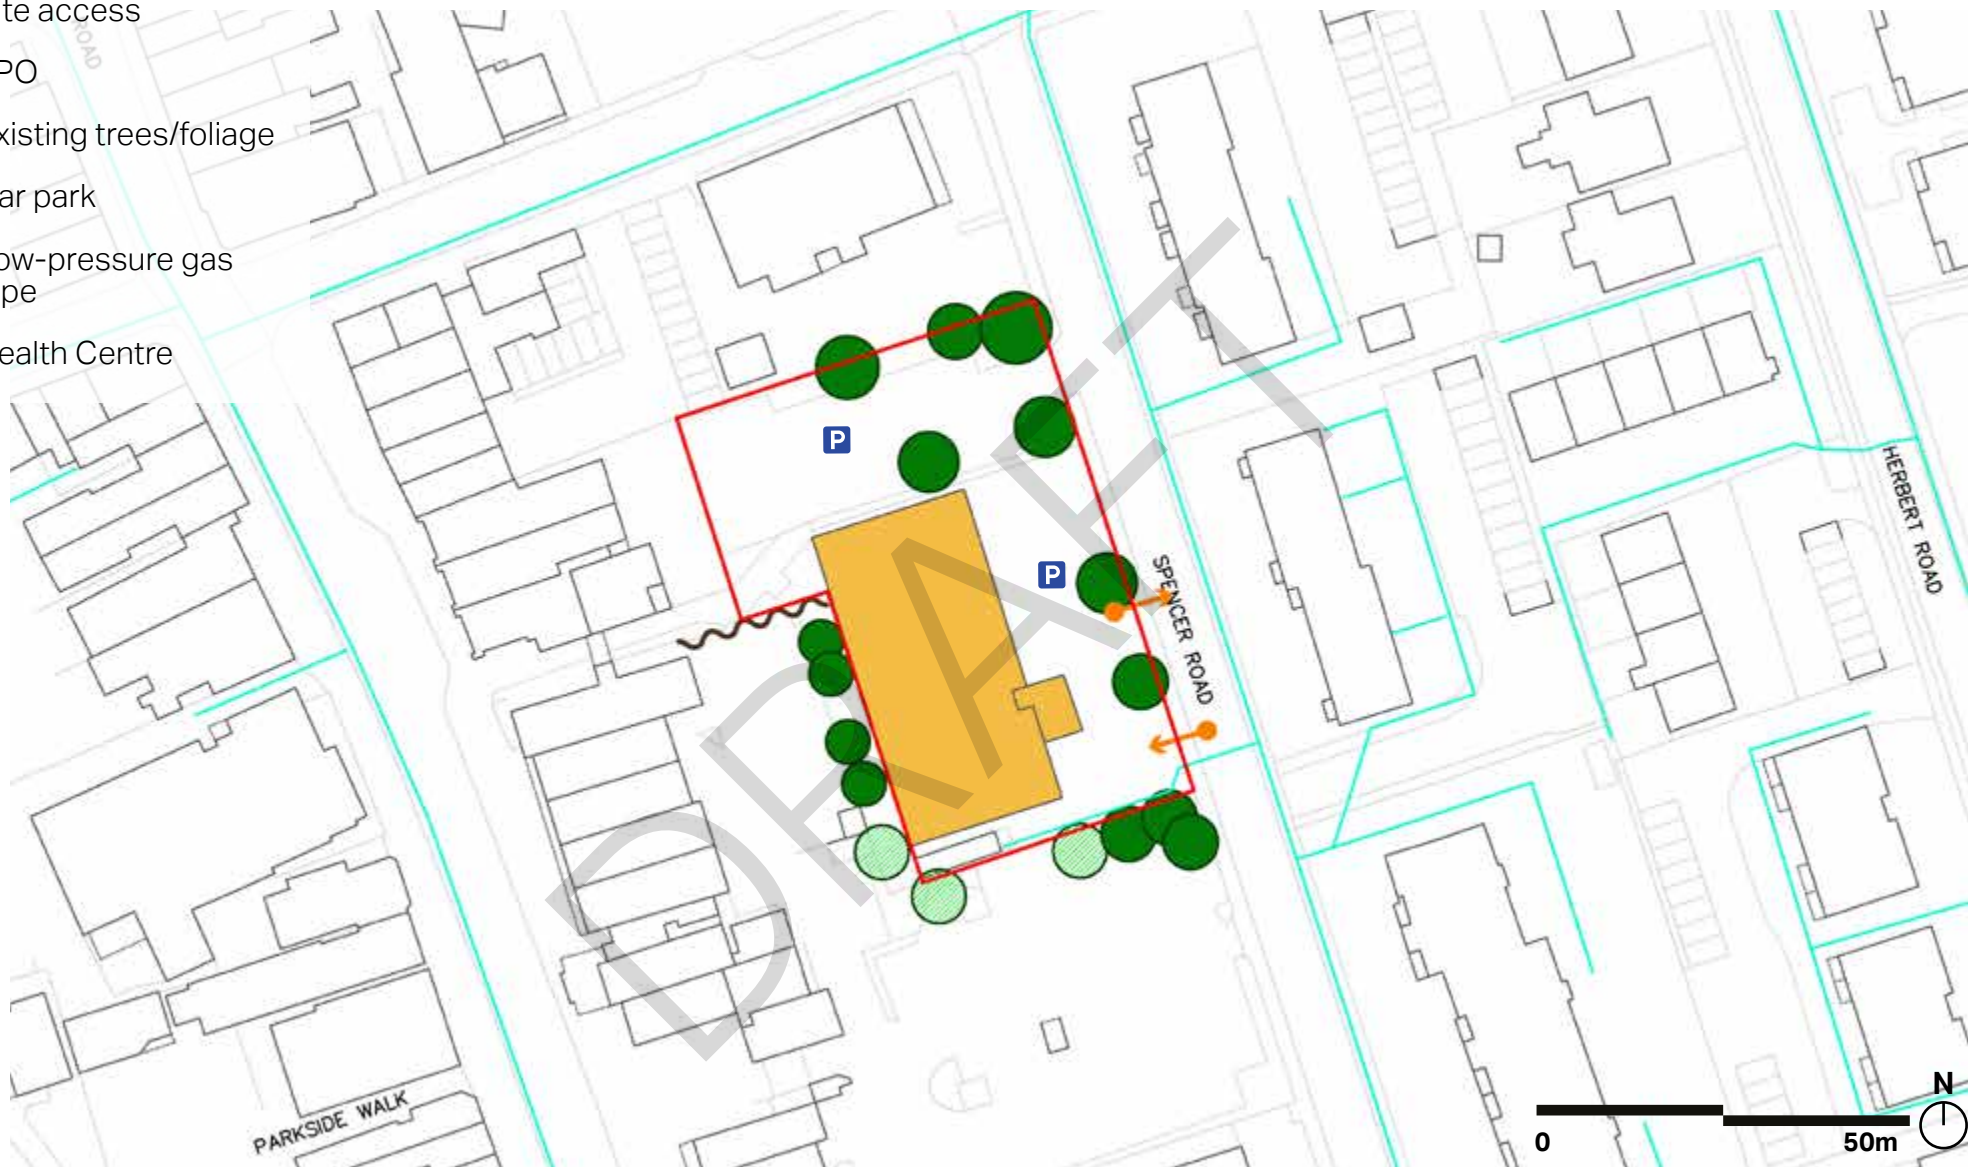 te access
ROAD
PO
xisting trees/foliage
ar park
ow-pressure gas
pe
ealth Centre
P
P
SPENCER ROAD
HERBERT ROAD
DRAFT
PARKSIDE WALK
N
0
50m